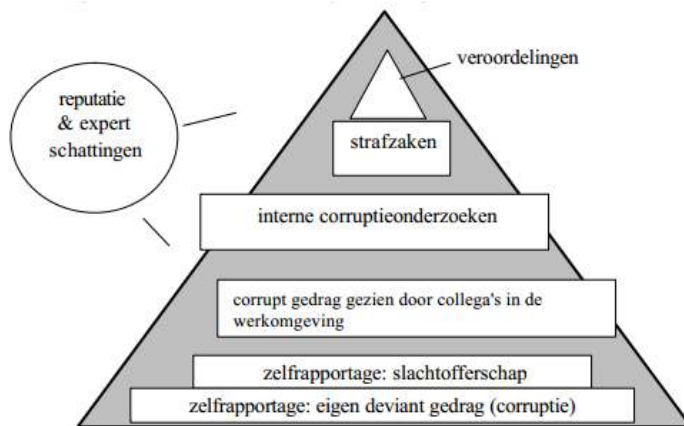 veroordelingen
reputatie
& expert
schattingen
strafzaken
interne corruptieonderzoeken
corrupt gedrag gezien door collega's in de
werkomgeving
zelfrapportage: slachtofferschap
zelfrapportage: eigen deviant gedrag (corruptie)